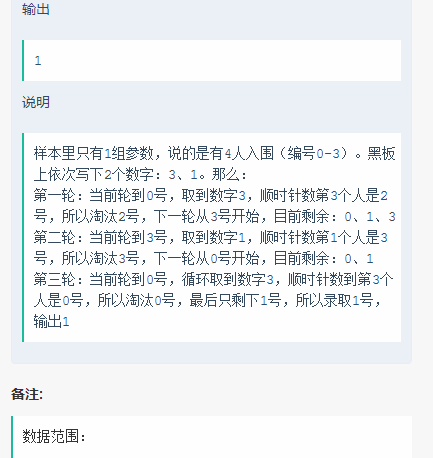 输出
1
说明
样本里只有1组参数，说的是有4人入围（编号0-3）。黑板
上依次写下2个数字：3、1。那么：
第一轮：当前轮到0号，取到数字3，顺时针数第3个人是2
号，所以淘汰2号，下一轮从3号开始，目前剩余：0、1、3
第二轮：当前轮到3号，取到数字1，顺时针数第1个人是3
号，所以淘汰3号，下一轮从0号开始，目前剩余：0、1
第三轮：当前轮到0号，循环取到数字3，顺时针数到第3个
人是0号，所以淘汰0号，最后只剩下1号，所以录取1号，
输出1
备注:
数据范围：